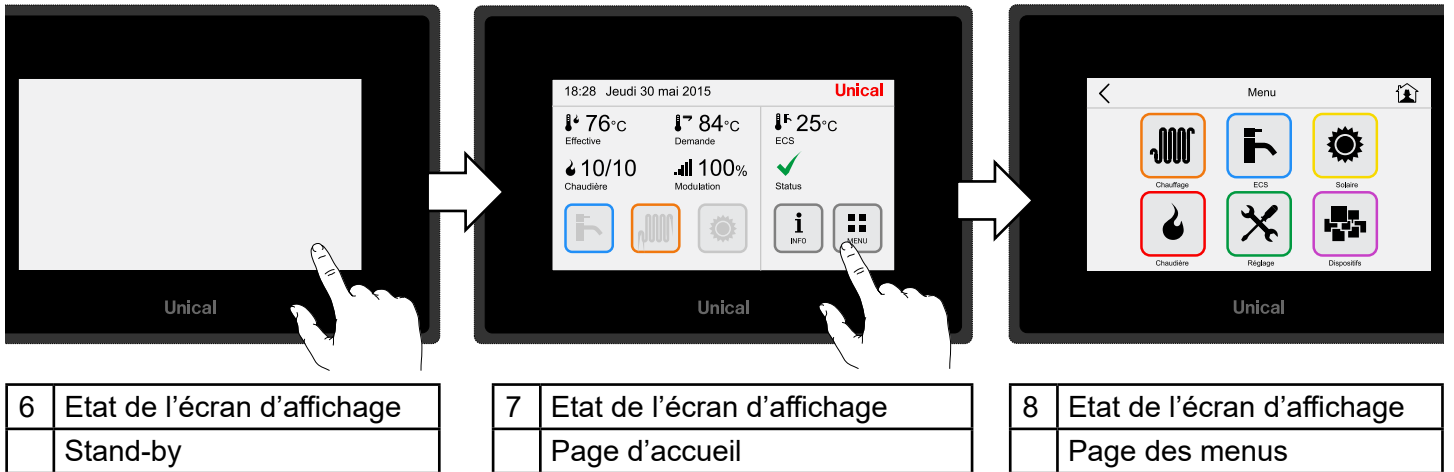 Unical
18:28 Jeudi 30 mai 2015 Unical
76°C 84°C 25°C
Effective Demande ECS
10/10 100%
Chaudière Modulation Status
INFO MENU
Unical
Menu
Chauffage ECS Solaire
Chaudière Réglage Dispositifs
Unical
6 Etat de l’écran d’affichage
Stand-by
7 Etat de l’écran d’affichage
Page d’accueil
8 Etat de l’écran d’affichage
Page des menus